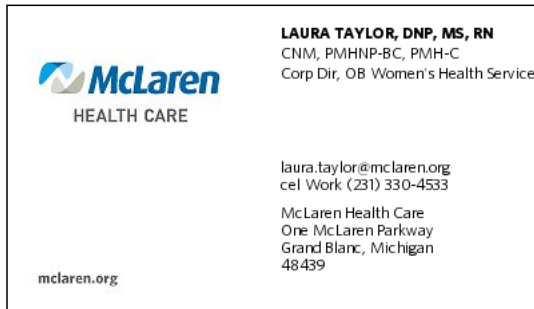 LAURA TAYLOR, DNP, MS, RN
CNM, PMHNP-BC, PMH-C
Corp Dir, OB Women's Health Service
McLaren
HEALTH CARE
laura.taylor@mclaren.org
cel Work (231) 330-4533
McLaren Health Care
One McLaren Parkway
Grand Blanc, Michigan
48439
mclaren.org